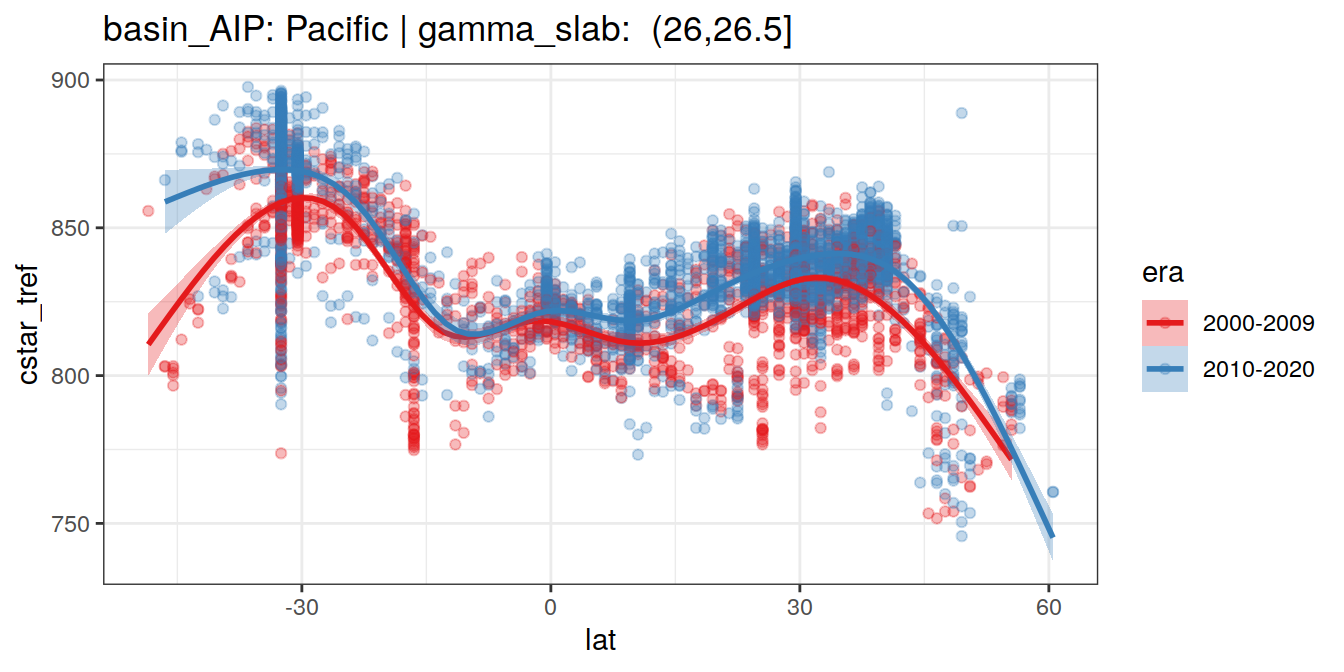 basin_AIP: Pacific | gamma_slab:  (26,26.5]
900
850
800
750
cstar_tref
-30
0
30
60
lat
era
2000-2009
2010-2020